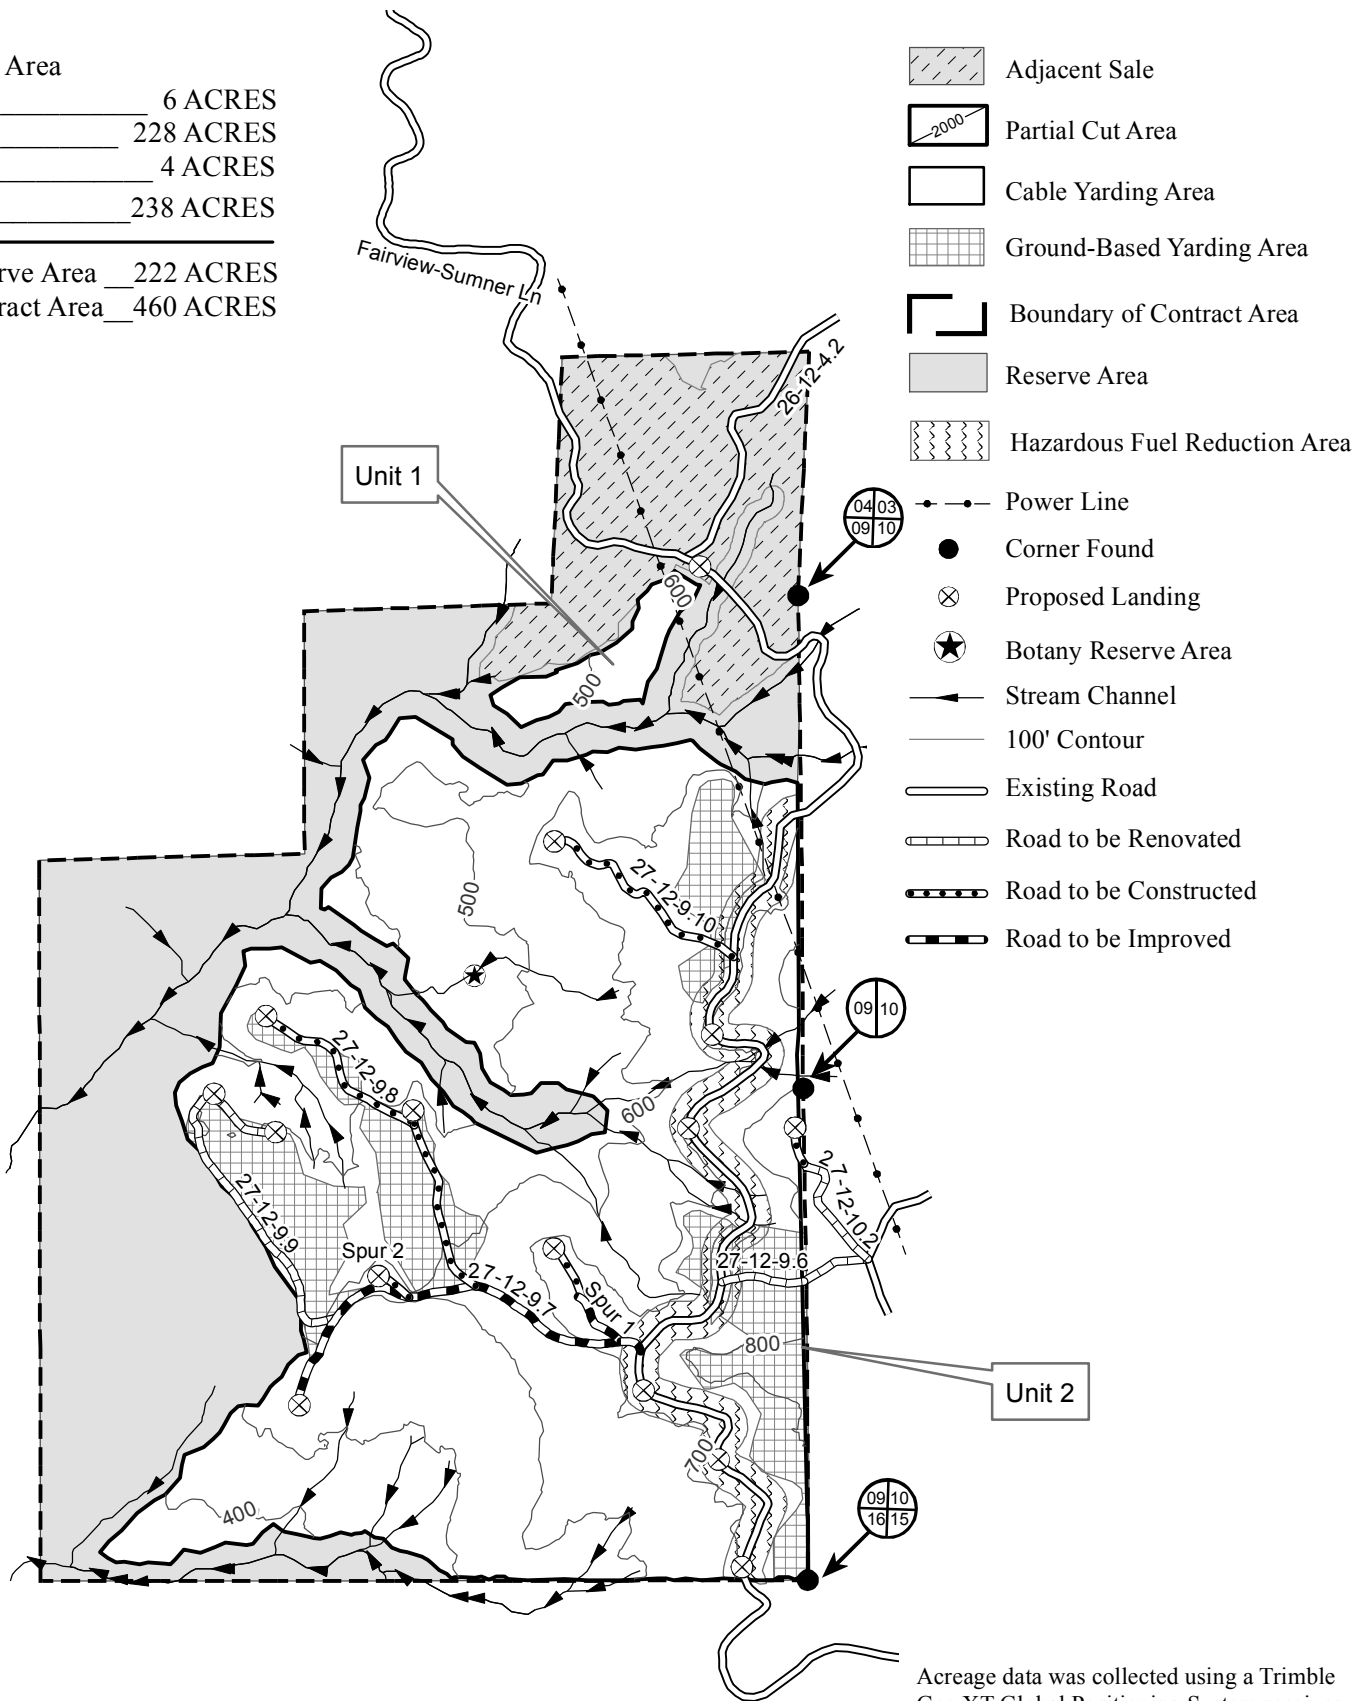 Area
6 ACRES
228 ACRES
4 ACRES
238 ACRES
rve Area __222 ACRES
ract Area__460 ACRES
Adjacent Sale
2000
Partial Cut Area
Cable Yarding Area
Ground-Based Yarding Area
Boundary of Contract Area
Reserve Area
Hazardous Fuel Reduction Area
Power Line
Corner Found
Proposed Landing
Botany Reserve Area
Stream Channel
100' Contour
Existing Road
Road to be Renovated
Road to be Constructed
Road to be Improved
Fairview-Sumner Ln
26-12-4.2
Unit 1
04 03
09 10
600
500
500
27-12-9.10
09 10
27-12-9.8
600
27-12-9.9
27-12-10.2
Spur 2
27-12-9.6
27-12-9.7
Spur 1
800
Unit 2
700
400
09 10
16 15
Acreage data was collected using a Trimble